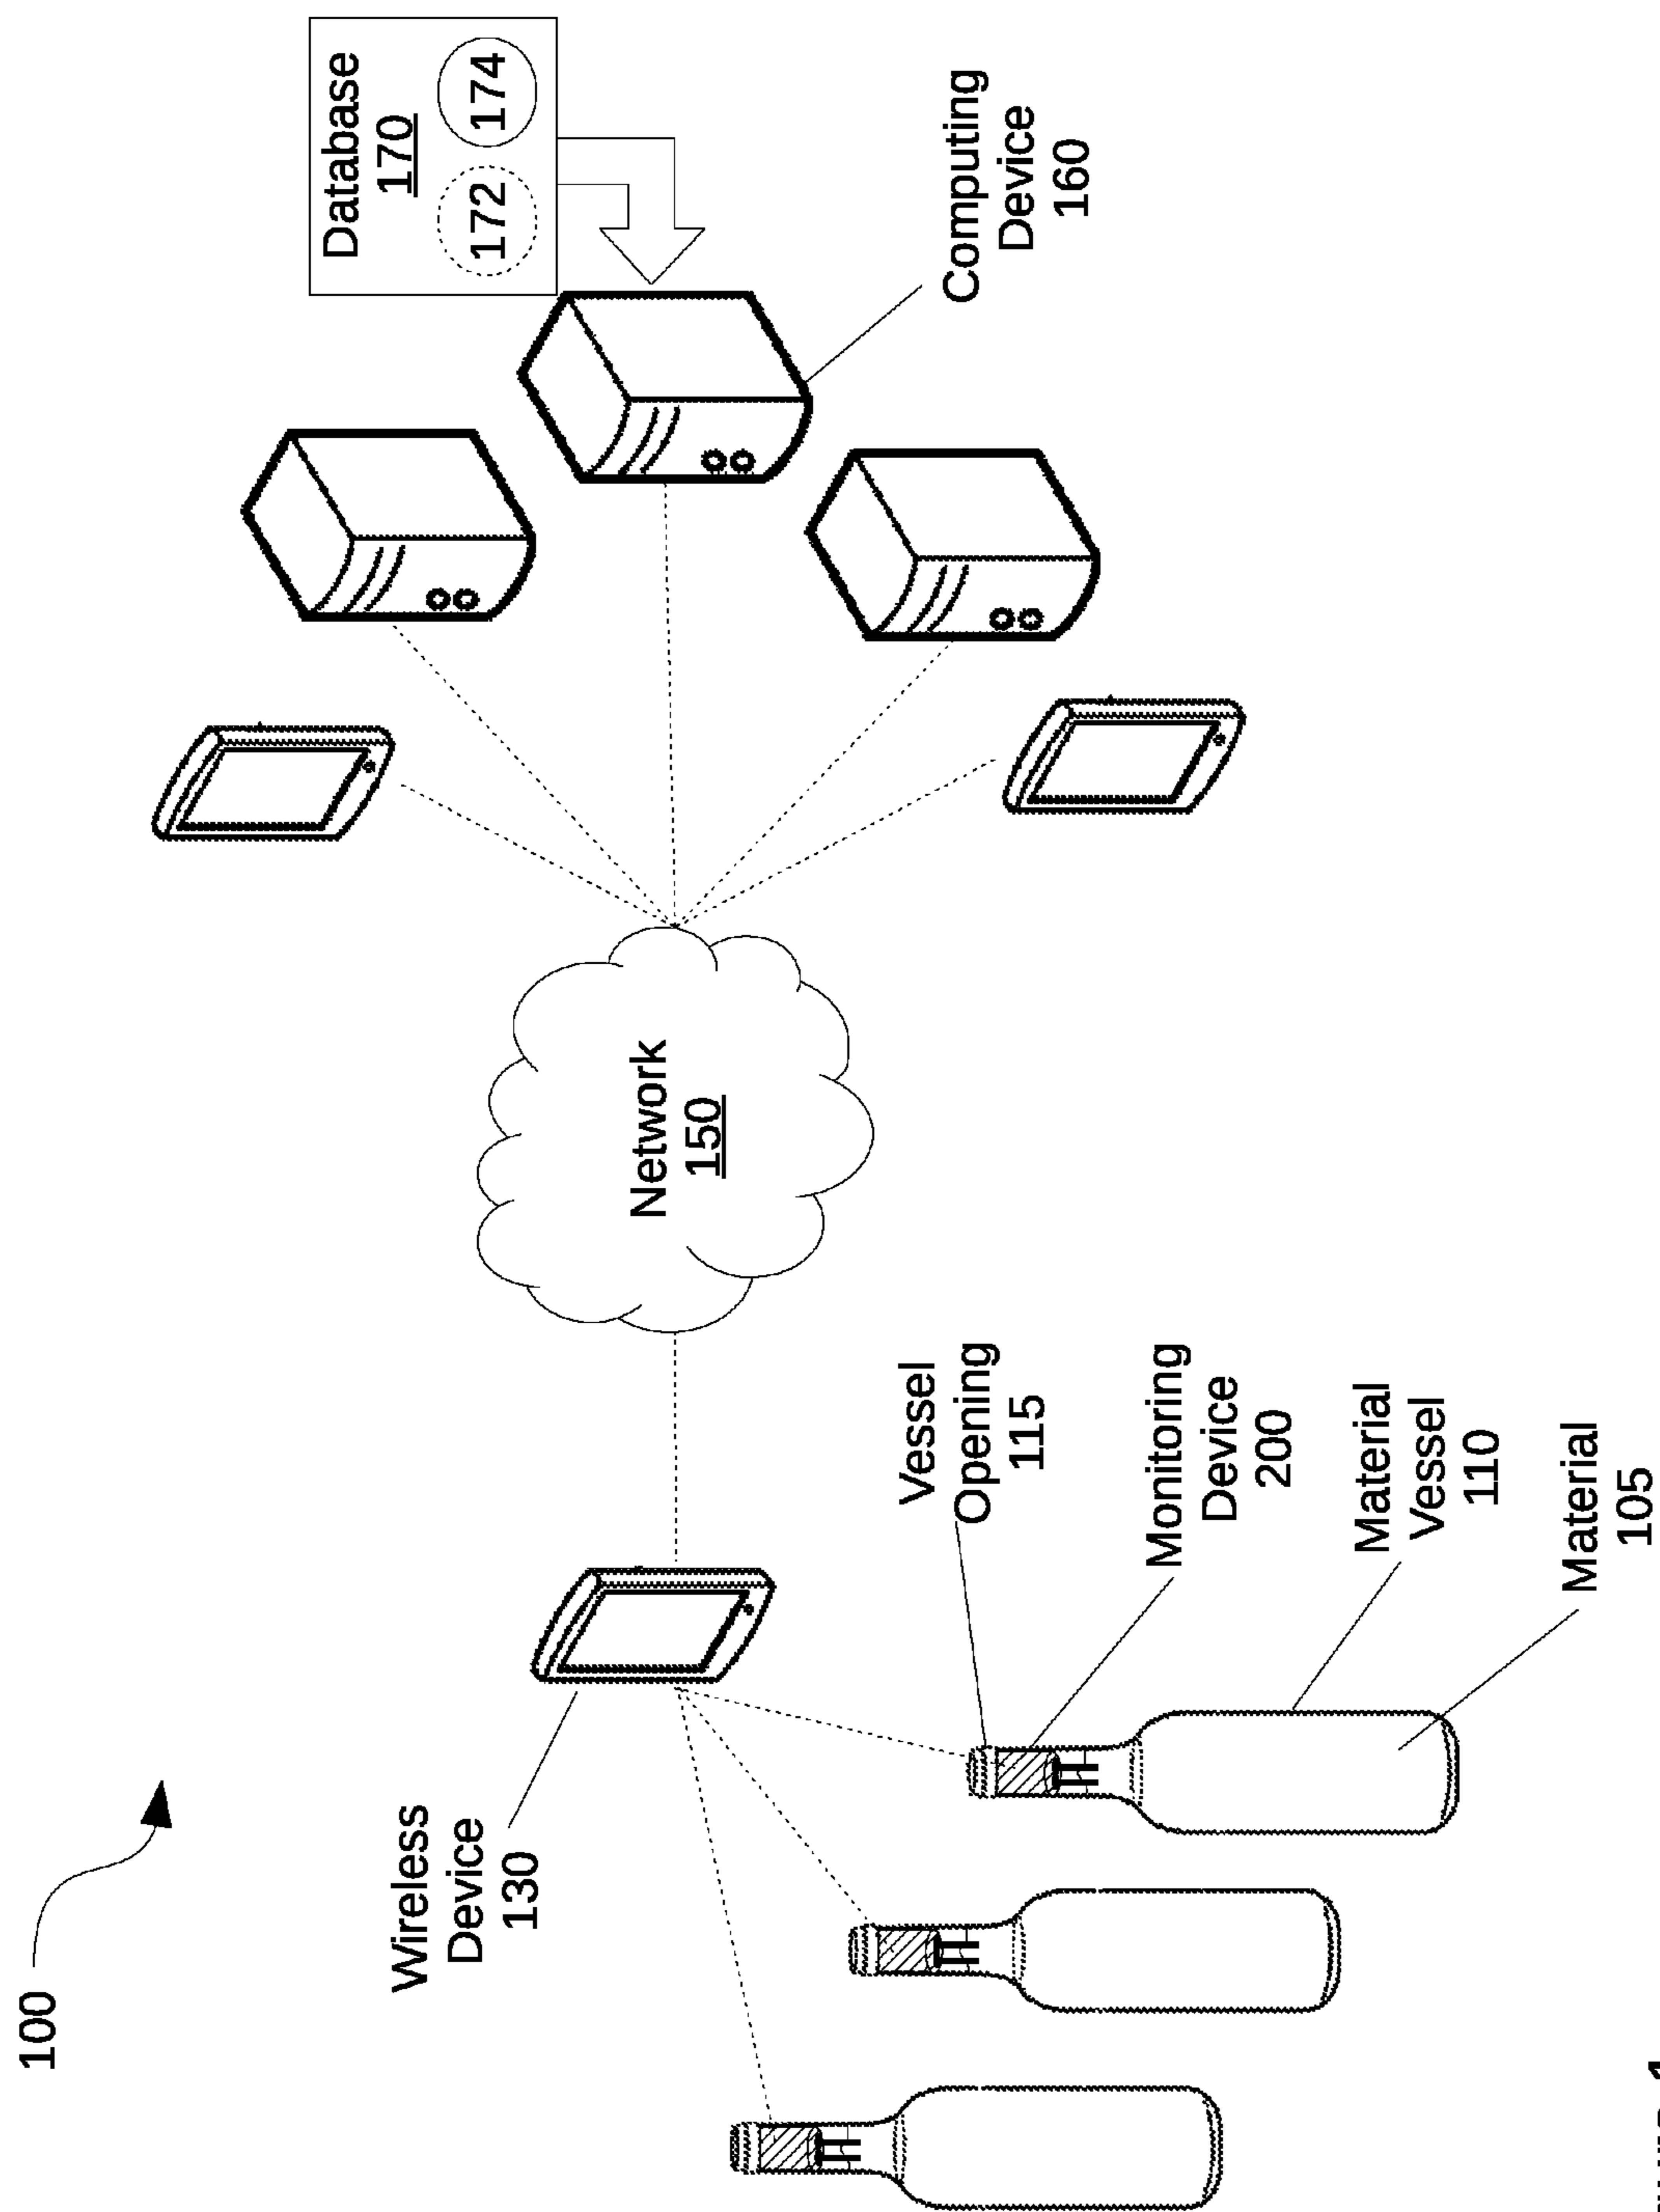 100
Database
170
172 174
Wireless
Device
130
Network
150
Computing
Device
160
Vessel
Opening
115
Monitoring
Device
200
Material
Vessel
110
Material
105